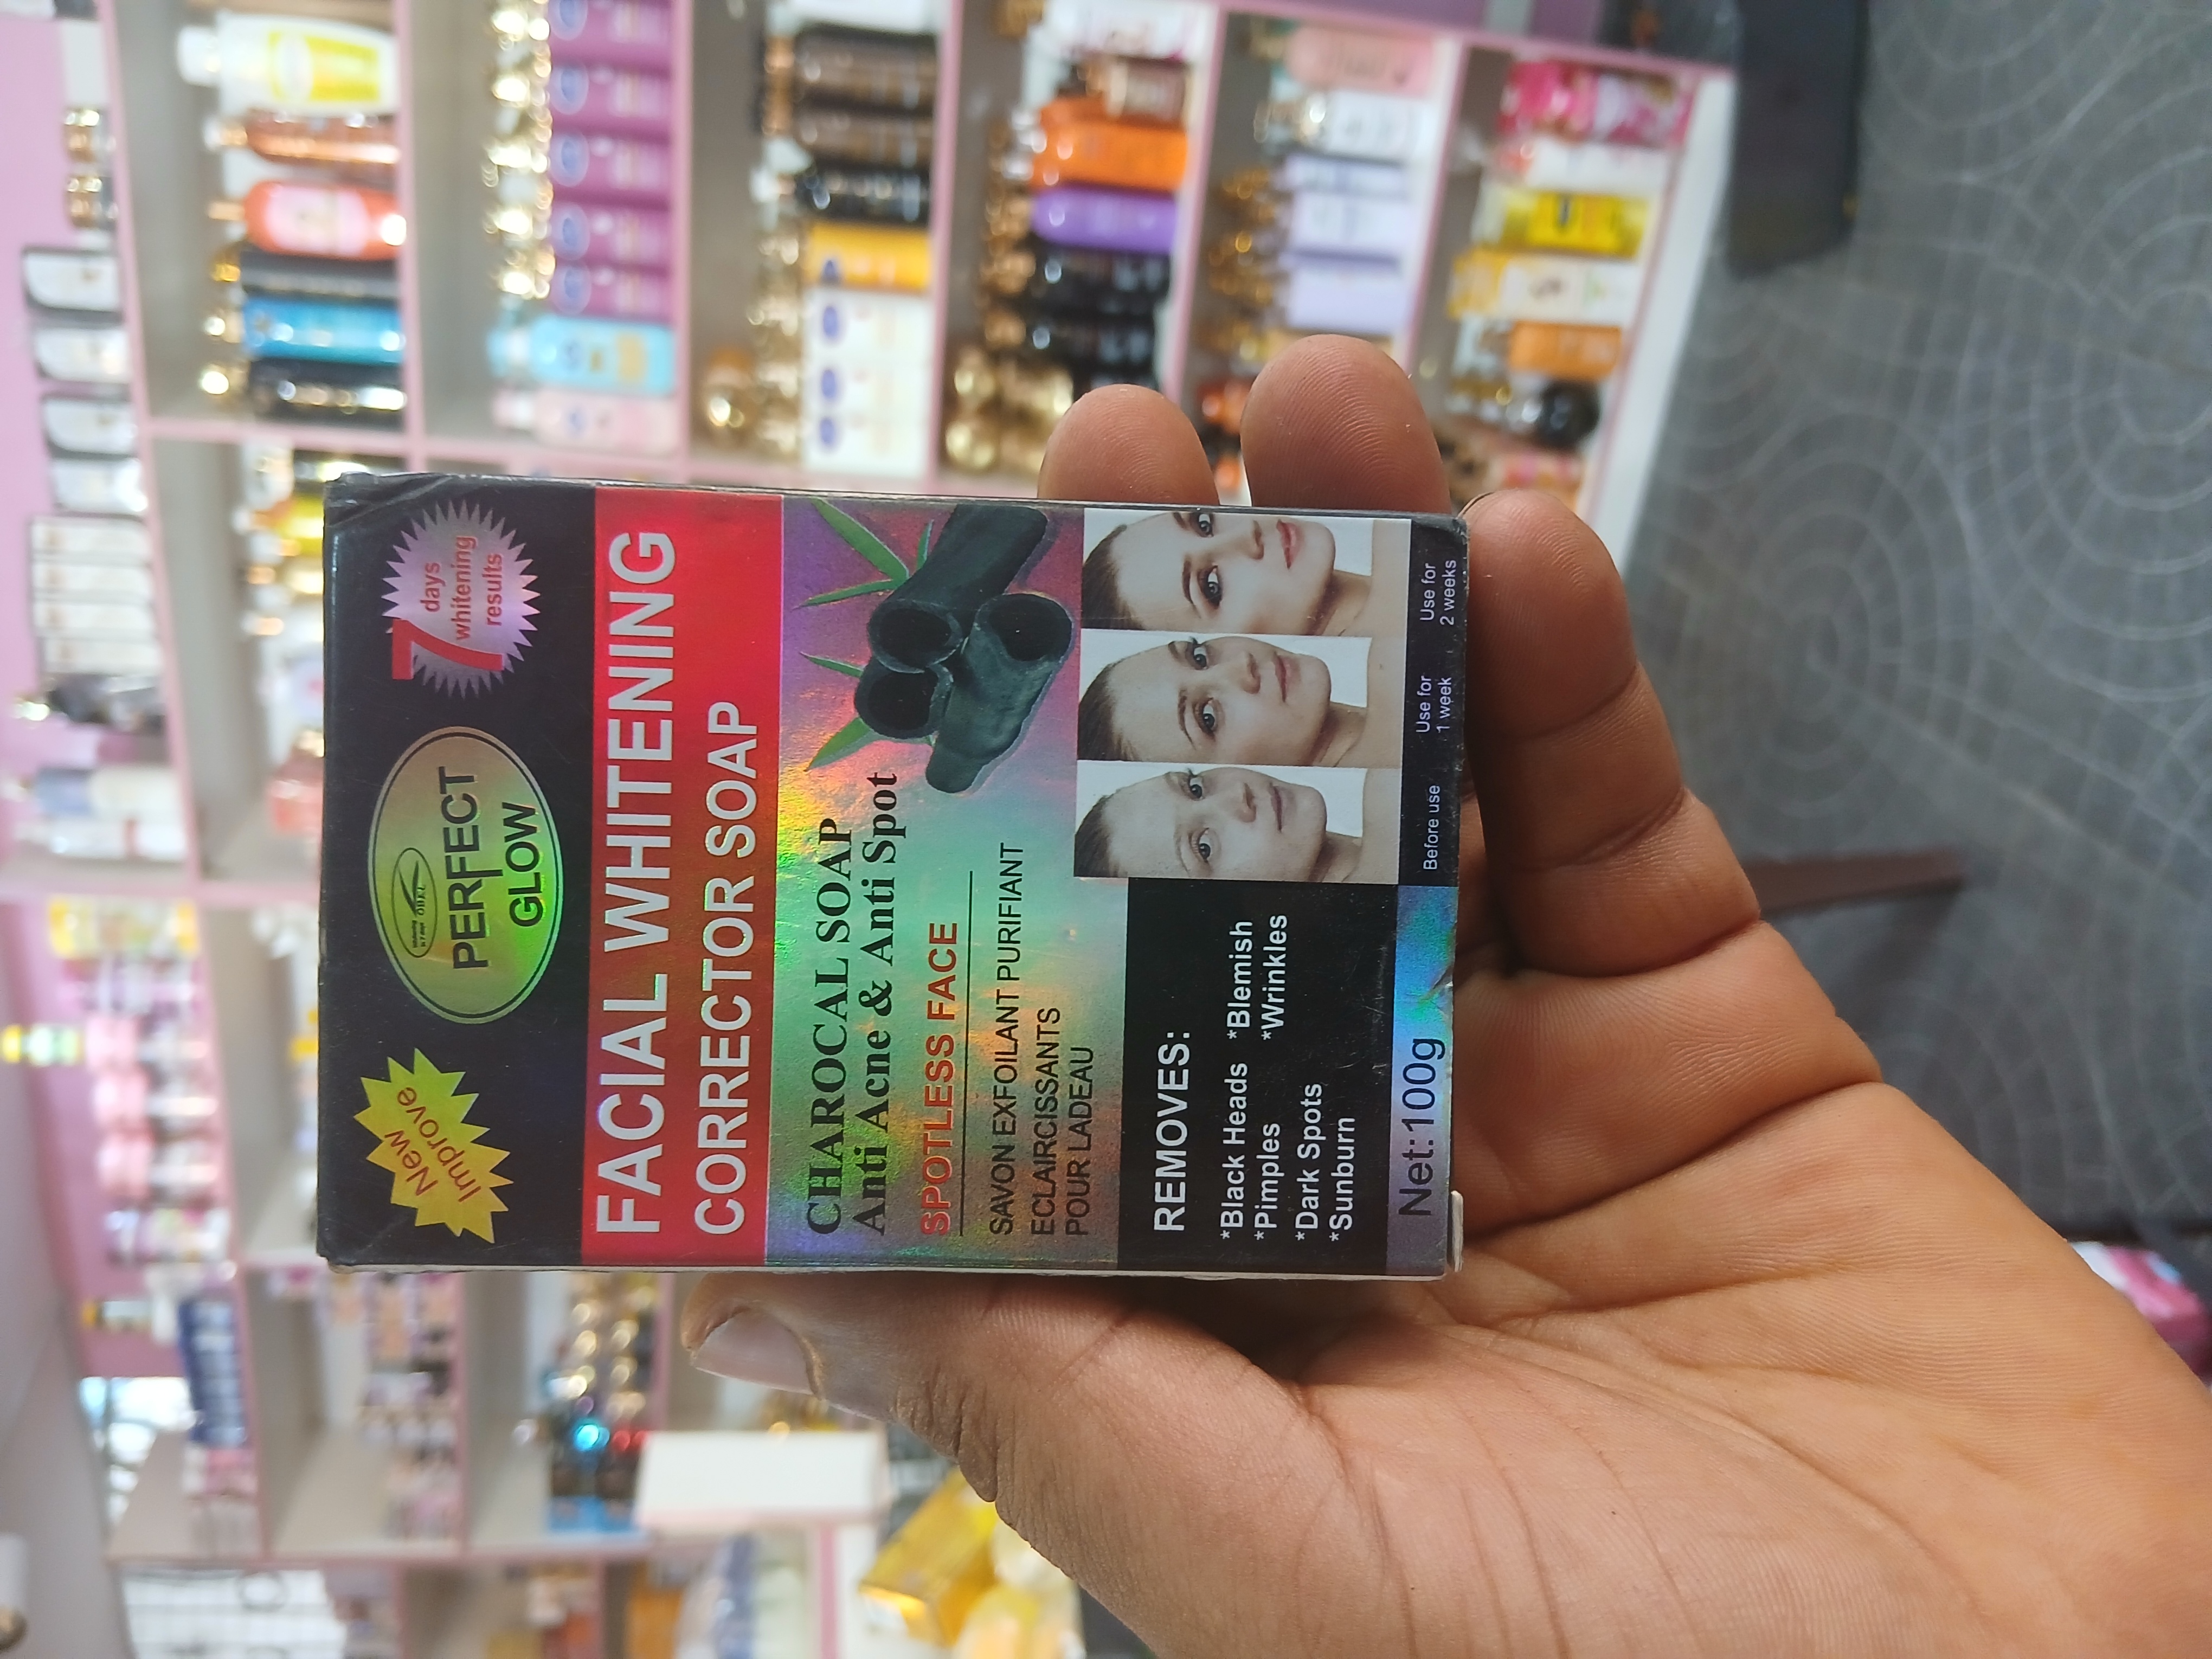 New
Improve
PERFECT
GLOW
7
days
whitening
results
FACIAL WHITENING
CORRECTOR SOAP
CHAROCAL SOAP
Anti Acne & Anti Spot
SPOTLESS FACE
SAVON EXFOILANT PURIFIANT
ECLAIRCISSANTS
POUR LADEAU
REMOVES:
*Black Heads *Blemish
*Pimples *Wrinkles
*Dark Spots
*Sunburn
Before use
Use for
1 week
Use for
2 weeks
Net:100g